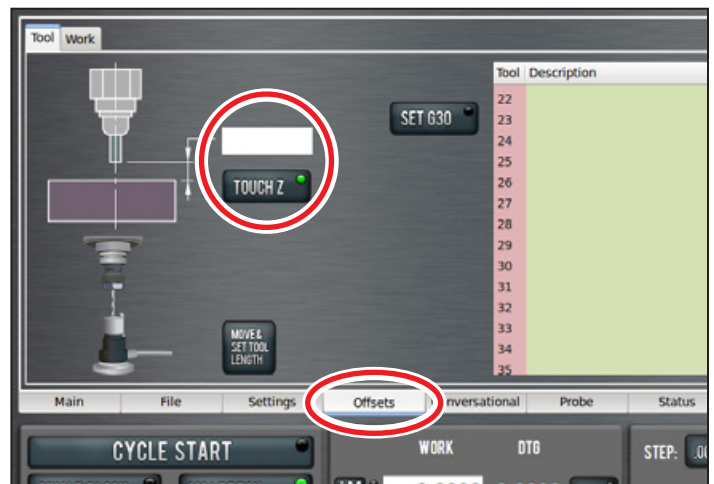 Tool Work
Tool Description
22
SET G30
23
24
25
TOUCH Z
26
27
28
29
30
31
32
MOVE &
SET TOOL
LENGTH
33
34
35
Main File Settings Offsets Probe Status
CYCLE START
WORK DTG
STEP: